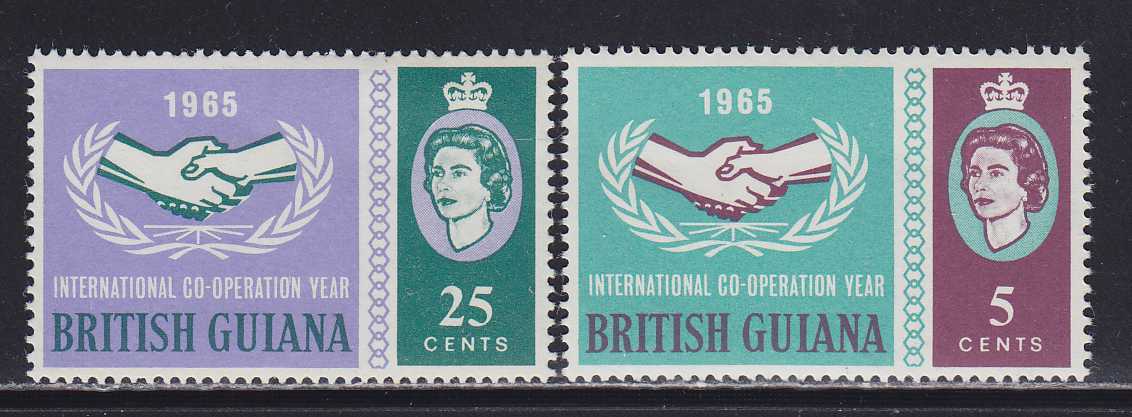 1965
INTERNATIONAL CO-OPERATION YEAR
BRITISH GUIANA
25
CENTS
1965
INTERNATIONAL CO-OPERATION YEAR
BRITISH GUIANA
5
CENTS